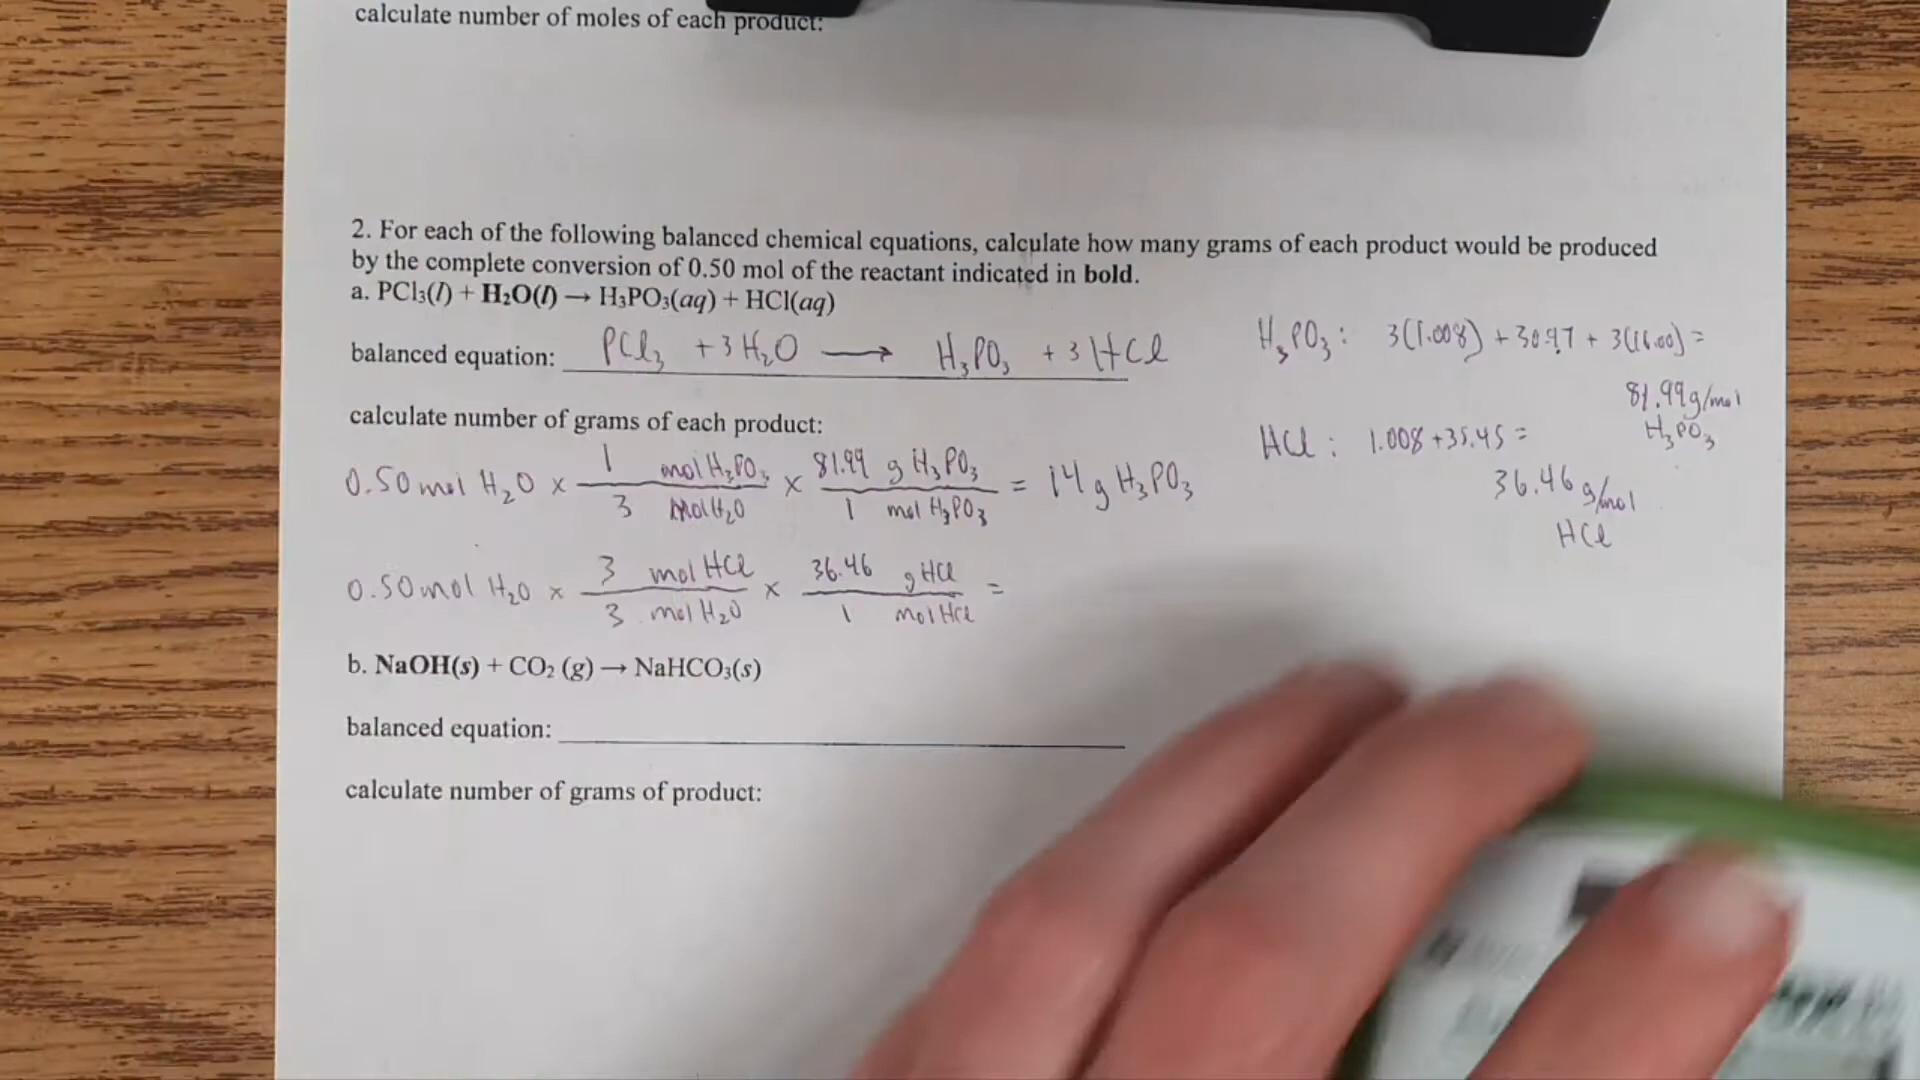 calculate number of moles of each product:
2. For each of the following balanced chemical equations, calculate how many grams of each product would be produced
by the complete conversion of 0.50 mol of the reactant indicated in bold.
a. PCl₃(l) + H₂O(l) → H₃PO₃(aq) + HCl(aq)
balanced equation: PCl₃ + 3 H₂O → H₃PO₃ + 3 HCl
H₃PO₃: 3(1.008) + 30.97 + 3(16.00) =
81.99 g/mol
H₃PO₃
calculate number of grams of each product:
HCl: 1.008 + 35.45 =
36.46 g/mol
HCl
0.50 mol H₂O × 1 mol H₃PO₃ / 3 mol H₂O × 81.99 g H₃PO₃ / 1 mol H₃PO₃ = 14 g H₃PO₃
0.50 mol H₂O × 3 mol HCl / 3 mol H₂O × 36.46 g HCl / 1 mol HCl =
b. NaOH(s) + CO₂ (g) → NaHCO₃(s)
balanced equation:
calculate number of grams of product: